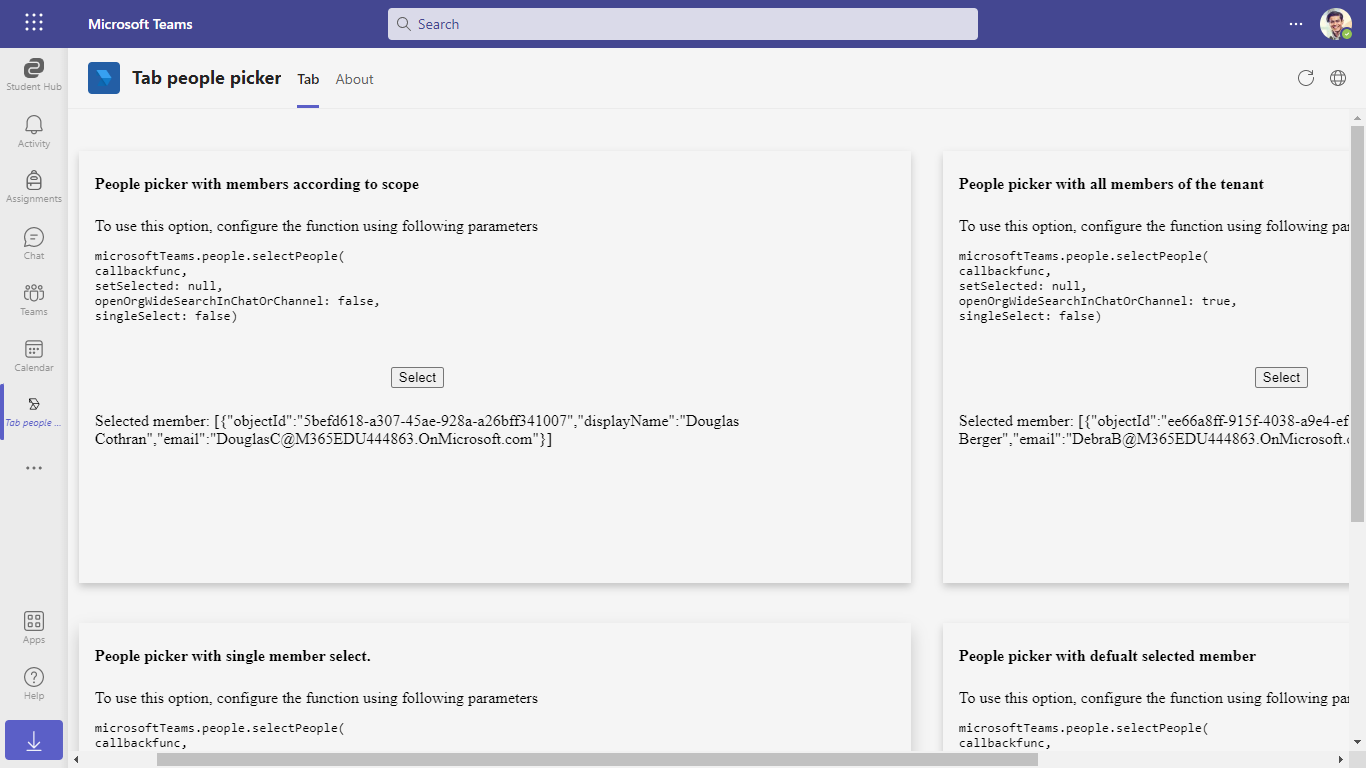 Microsoft Teams
Search
Student Hub
Activity
Assignments
Chat
Teams
Calendar
Tab people ...
Apps
Help
Tab people picker
Tab
About
People picker with members according to scope
To use this option, configure the function using following parameters
microsoftTeams.people.selectPeople(
callbackfunc,
setSelected: null,
openOrgWideSearchInChatOrChannel: false,
singleSelect: false)
Select
Selected member: [{"objectId":"5befd618-a307-45ae-928a-a26bff341007","displayName":"Douglas
Cothran","email":"DouglasC@M365EDU444863.OnMicrosoft.com"}]
People picker with all members of the tenant
To use this option, configure the function using following
microsoftTeams.people.selectPeople(
callbackfunc,
setSelected: null,
openOrgWideSearchInChatOrChannel: true,
singleSelect: false)
Select
Selected member: [{"objectId":"ee66a8ff-915f-4038-a9e4-ef
Berger","email":"DebraB@M365EDU444863.OnMicrosoft.
People picker with single member select.
To use this option, configure the function using following parameters
microsoftTeams.people.selectPeople(
callbackfunc,
People picker with defualt selected member
To use this option, configure the function using following
microsoftTeams.people.selectPeople(
callbackfunc,